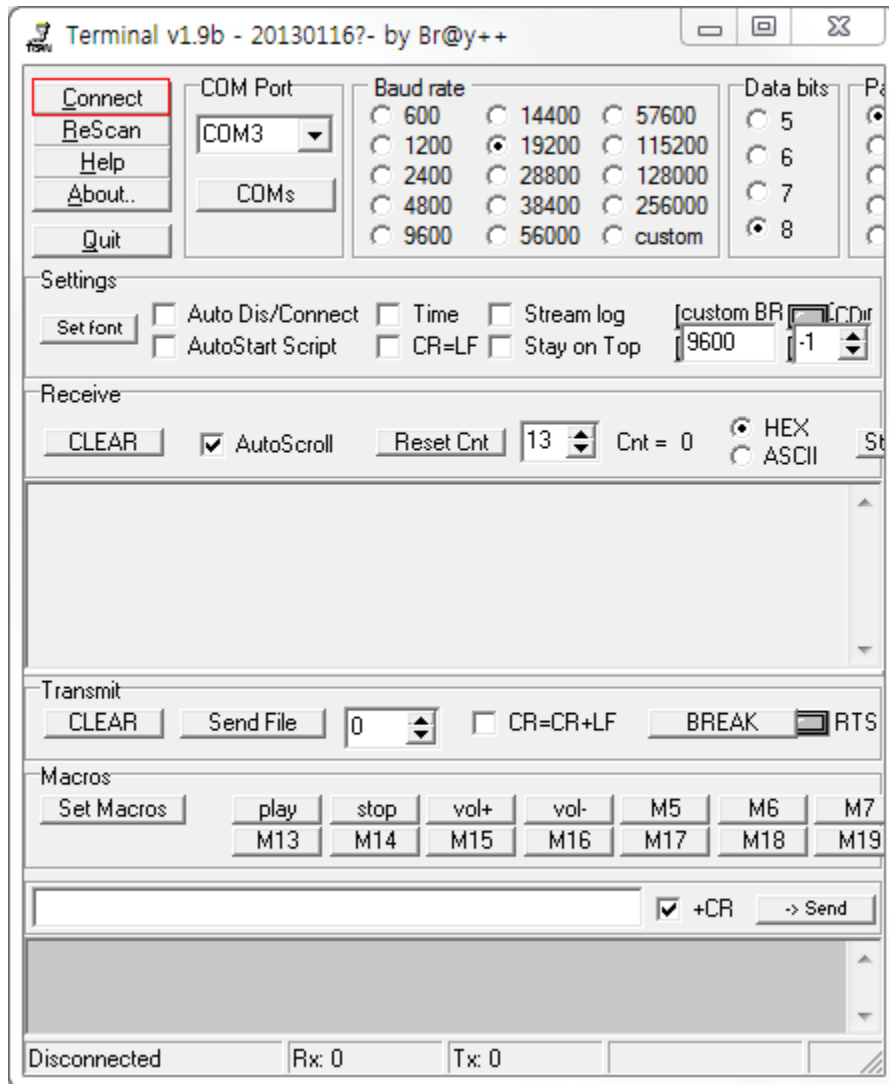 Terminal v1.9b - 20130116?- by Br@y++
Connect
ReScan
Help
About..
Quit
COM Port
COM3
COMs
Baud rate
600 14400 57600
1200 19200 115200
2400 28800 128000
4800 38400 256000
9600 56000 custom
Data bits
5
6
7
8
Pa
Settings
Set font
Auto Dis/Connect Time Stream log custom BR
AutoStart Script CR=LF Stay on Top 9600 -1
Receive
CLEAR AutoScroll Reset Cnt 13 Cnt = 0 HEX
ASCII St
Transmit
CLEAR Send File 0 CR=CR+LF BREAK RTS
Macros
Set Macros play stop vol+ vol- M5 M6 M7
M13 M14 M15 M16 M17 M18 M19
+CR -> Send
Disconnected Rx: 0 Tx: 0